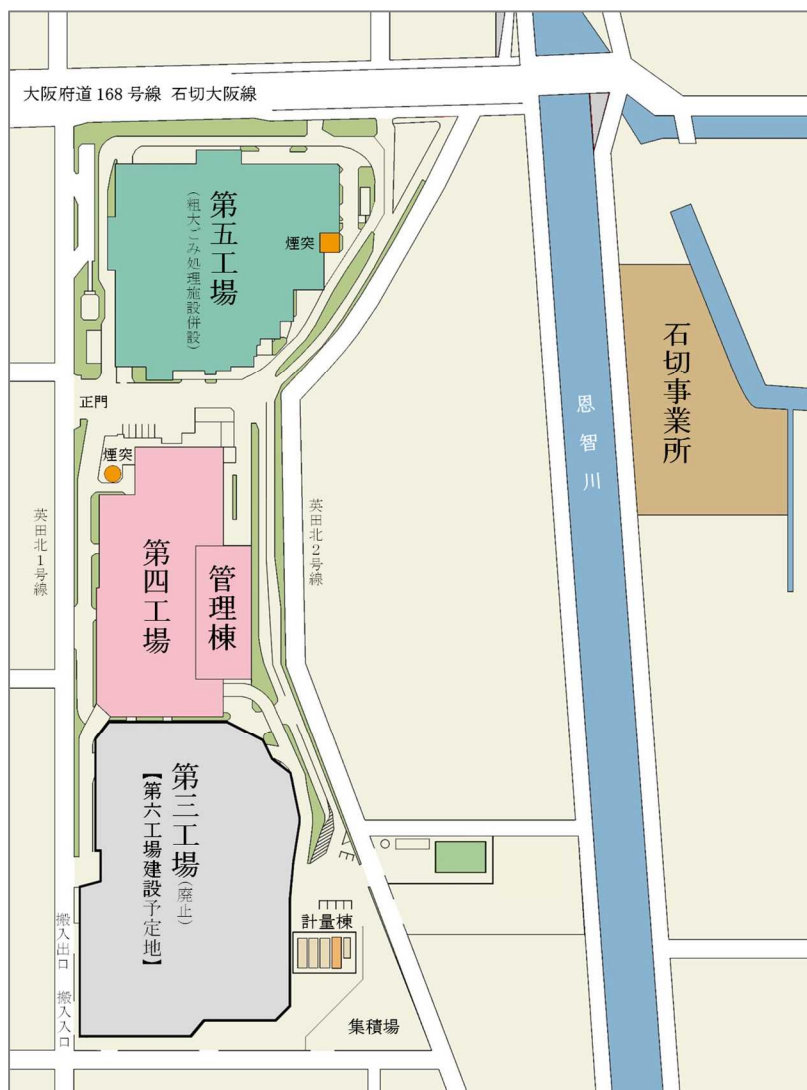 大阪府道168号線 石切大阪線
第五工場
（粗大ごみ処理施設併設）
煙突
石切事業所
恩智川
正門
煙突
英田北1号線
英田北2号線
第四工場
管理棟
第三工場（廃止）
【第六工場建設予定地】
搬入出口
計量棟
搬入入口
集積場